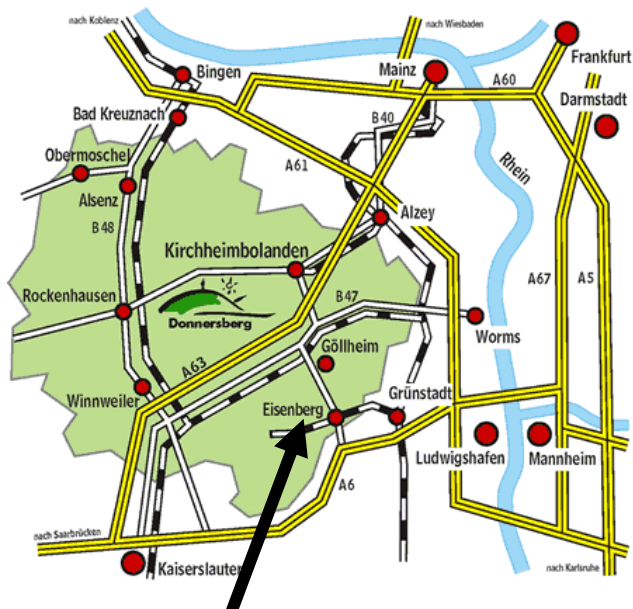 nach Koblenz
nach Wiesbaden
Frankfurt
Bingen
Mainz
A60
Darmstadt
Bad Kreuznach
B40
Obermoschel
A61
Rhein
Alsenz
Alzey
B48
Kirchheimbolanden
A67
A5
Rockenhausen
B47
Donnersberg
Worms
Göllheim
A63
Winnweiler
Grünstadt
Eisenberg
Ludwigshafen
Mannheim
A6
nach Saarbrücken
Kaiserslauter
nach Karlsruhe